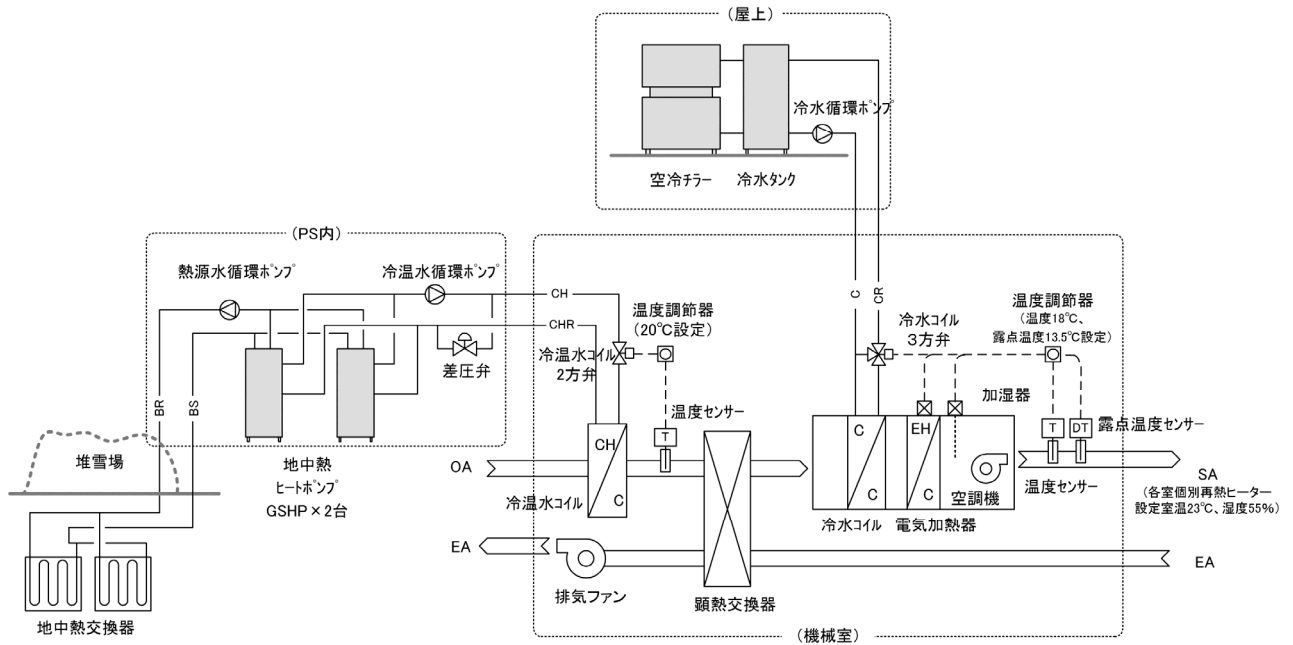 (屋上)
冷水循環ポンプ
空冷チラー
冷水タンク
(PS内)
熱源水循環ポンプ
冷温水循環ポンプ
CH
CHR
差圧弁
BR
BS
堆雪場
地中熱
ヒートポンプ
GSHP×2台
地中熱交換器
C
CR
温度調節器
(20℃設定)
冷温水コイル
2方弁
温度センサー
T
CH
C
OA
冷温水コイル
EA
排気ファン
顕熱交換器
冷水コイル
3方弁
温度調節器
(温度18℃、
露点温度13.5℃設定)
加湿器
C
C
EH
C
空調機
冷水コイル
電気加熱器
T
DT
露点温度センサー
温度センサー
SA
(各室個別再熱ヒーター
設定室温23℃、湿度55%)
EA
(機械室)